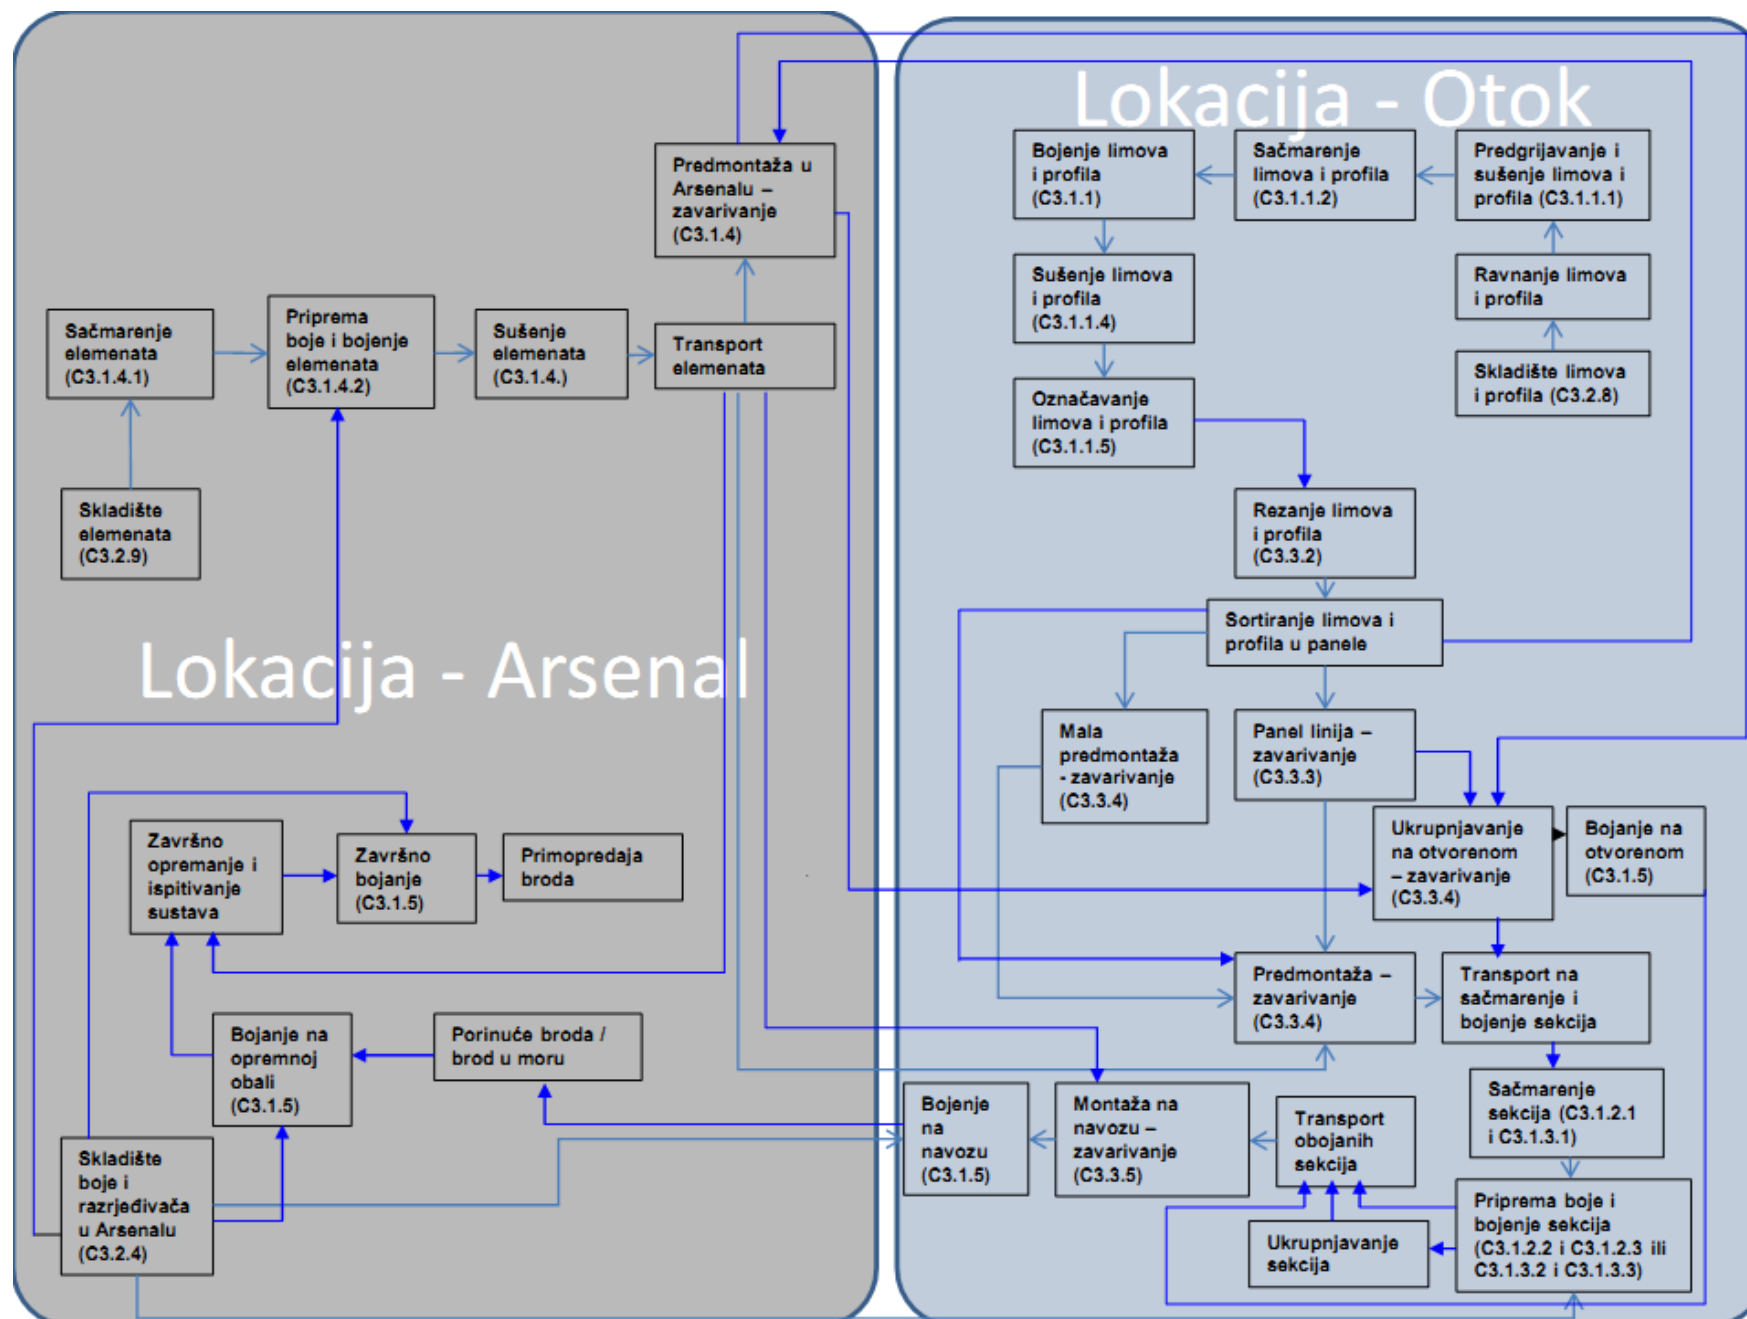 Lokacija - Arsenal
Predmontaža u
Arsenalu –
zavarivanje
(C3.1.4)
Sačmarenje
elemenata
(C3.1.4.1)
Priprema
boje i bojenje
elemenata
(C3.1.4.2)
Sušenje
elemenata
(C3.1.4.)
Transport
elemenata
Skladište
elemenata
(C3.2.9)
Završno
opremanje i
ispitivanje
sustava
Završno
bojanje
(C3.1.5)
Primopredaja
broda
Bojanje na
opremnoj
obali
(C3.1.5)
Porinuće broda /
brod u moru
Skladište
boje i
razrjeđivača
u Arsenalu
(C3.2.4)
Lokacija - Otok
Bojenje limova
i profila
(C3.1.1)
Sačmarenje
limova i profila
(C3.1.1.2)
Predgrijavanje i
sušenje limova i
profila (C3.1.1.1)
Sušenje limova
i profila
(C3.1.1.4)
Ravnanje limova
i profila
Označavanje
limova i profila
(C3.1.1.5)
Skladište limova
i profila (C3.2.8)
Rezanje limova
i profila
(C3.3.2)
Sortiranje limova i
profila u panele
Mala
predmontaža
- zavarivanje
(C3.3.4)
Panel linija –
zavarivanje
(C3.3.3)
Ukrupnjavanje
na otvorenom
– zavarivanje
(C3.3.4)
Bojanje na
otvorenom
(C3.1.5)
Predmontaža –
zavarivanje
(C3.3.4)
Transport na
sačmarenje i
bojenje sekcija
Bojenje
na
navozu
(C3.1.5)
Montaža na
navozu –
zavarivanje
(C3.3.5)
Transport
obojanih
sekcija
Sačmarenje
sekcija (C3.1.2.1
i C3.1.3.1)
Ukrupnjavanje
sekcija
Priprema boje i
bojenje sekcija
(C3.1.2.2 i C3.1.2.3 ili
C3.1.3.2 i C3.1.3.3)